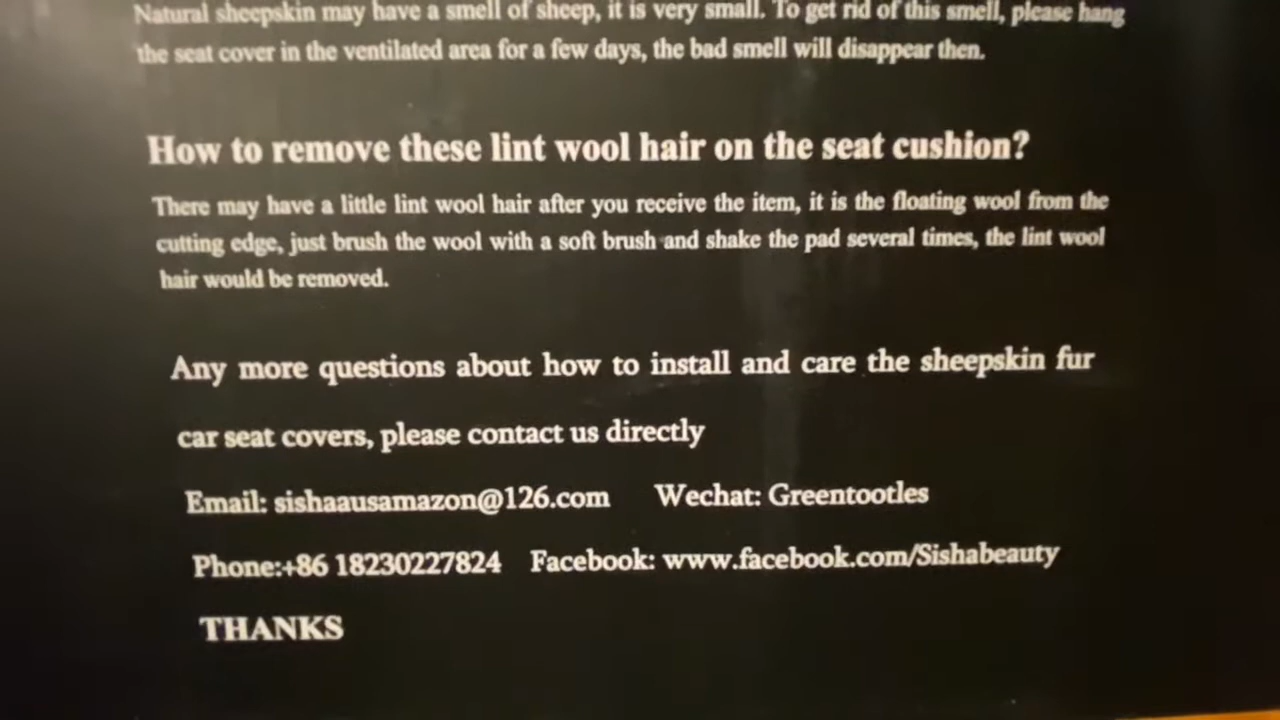 Natural sheepskin may have a smell of sheep, it is very small. To get rid of this smell, please hang
the seat cover in the ventilated area for a few days, the bad smell will disappear then.
How to remove these lint wool hair on the seat cushion?
There may have a little lint wool hair after you receive the item, it is the floating wool from the
cutting edge, just brush the wool with a soft brush and shake the pad several times, the lint wool
hair would be removed.
Any more questions about how to install and care the sheepskin fur
car seat covers, please contact us directly
Email: sishaausamazon@126.com Wechat: Greentootles
Phone:+86 18230227824 Facebook: www.facebook.com/Sishabeauty
THANKS